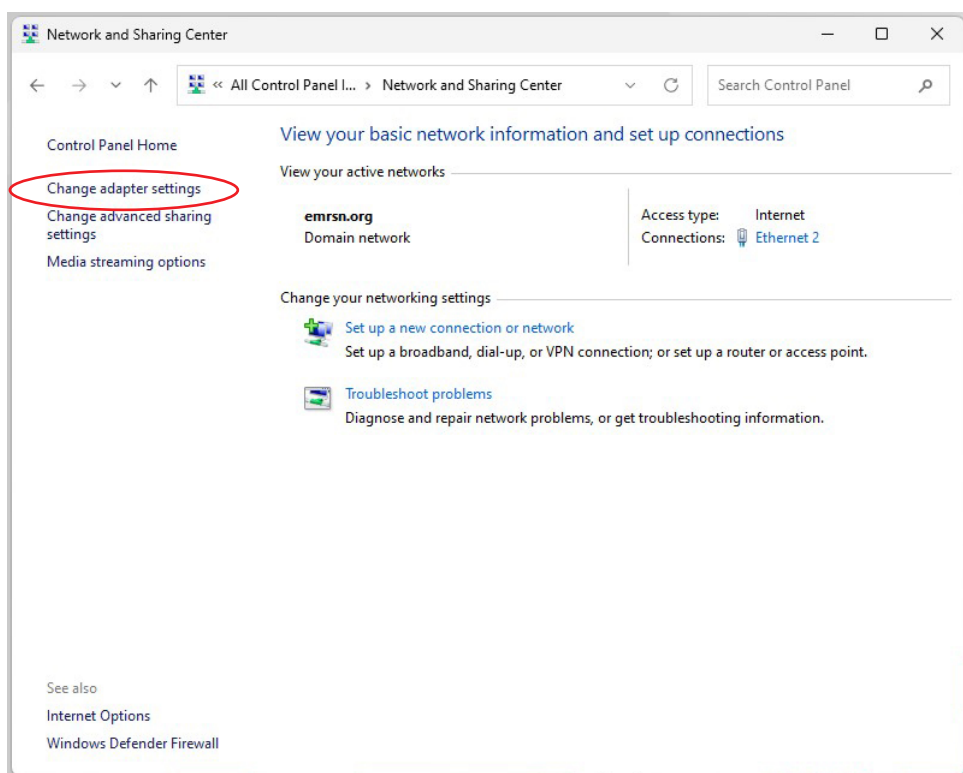 Network and Sharing Center
« All Control Panel I... › Network and Sharing Center
Search Control Panel
Control Panel Home
Change adapter settings
Change advanced sharing
settings
Media streaming options
View your basic network information and set up connections
View your active networks
emrsn.org
Domain network
Access type: Internet
Connections: Ethernet 2
Change your networking settings
Set up a new connection or network
Set up a broadband, dial-up, or VPN connection; or set up a router or access point.
Troubleshoot problems
Diagnose and repair network problems, or get troubleshooting information.
See also
Internet Options
Windows Defender Firewall